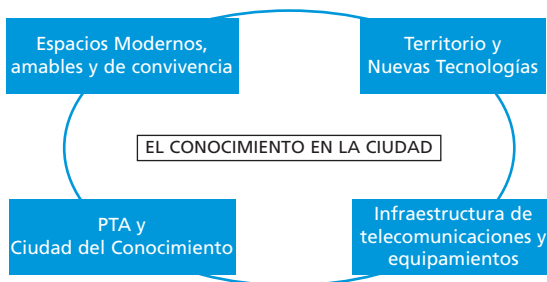 Espacios Modernos,
amables y de convivencia
Territorio y
Nuevas Tecnologías
EL CONOCIMIENTO EN LA CIUDAD
PTA y
Ciudad del Conocimiento
Infraestructura de
telecomunicaciones y
equipamientos